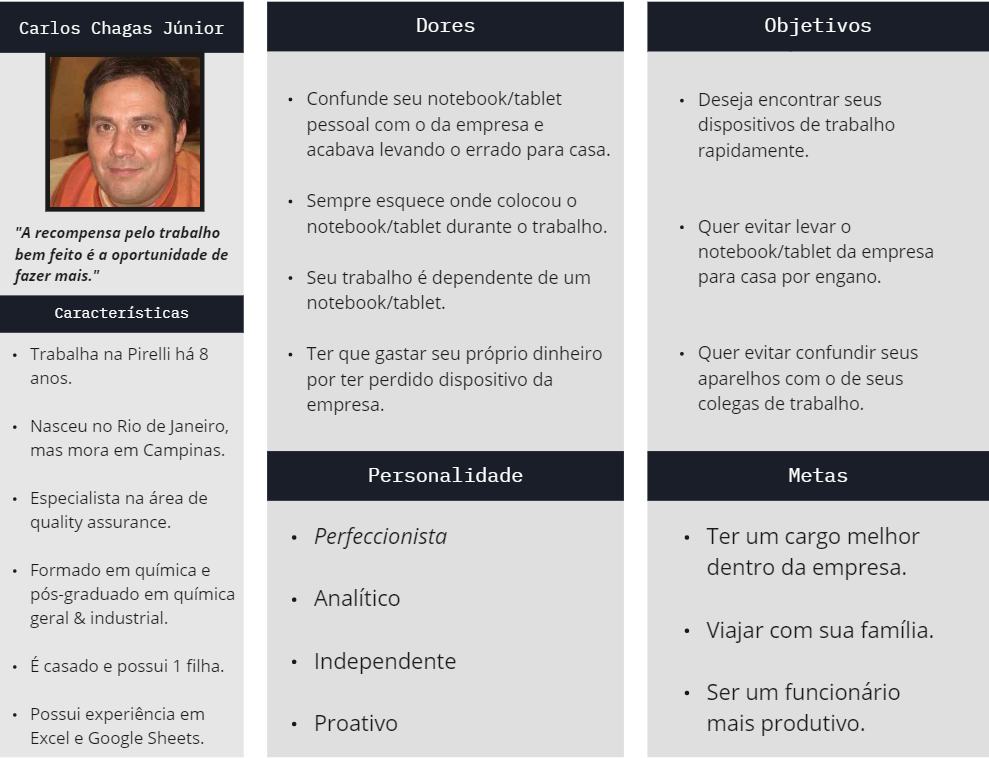 Carlos Chagas Júnior
"A recompensa pelo trabalho
bem feito é a oportunidade de
fazer mais."
Características
• Trabalha na Pirelli há 8
anos.
• Nasceu no Rio de Janeiro,
mas mora em Campinas.
• Especialista na área de
quality assurance.
• Formado em química e
pós-graduado em química
geral & industrial.
• É casado e possui 1 filha.
• Possui experiência em
Excel e Google Sheets.
Dores
• Confunde seu notebook/tablet
pessoal com o da empresa e
acabava levando o errado para casa.
• Sempre esquece onde colocou o
notebook/tablet durante o trabalho.
• Seu trabalho é dependente de um
notebook/tablet.
• Ter que gastar seu próprio dinheiro
por ter perdido dispositivo da
empresa.
Personalidade
• Perfeccionista
• Analítico
• Independente
• Proativo
Objetivos
• Deseja encontrar seus
dispositivos de trabalho
rapidamente.
• Quer evitar levar o
notebook/tablet da empresa
para casa por engano.
• Quer evitar confundir seus
aparelhos com o de seus
colegas de trabalho.
Metas
• Ter um cargo melhor
dentro da empresa.
• Viajar com sua família.
• Ser um funcionário
mais produtivo.